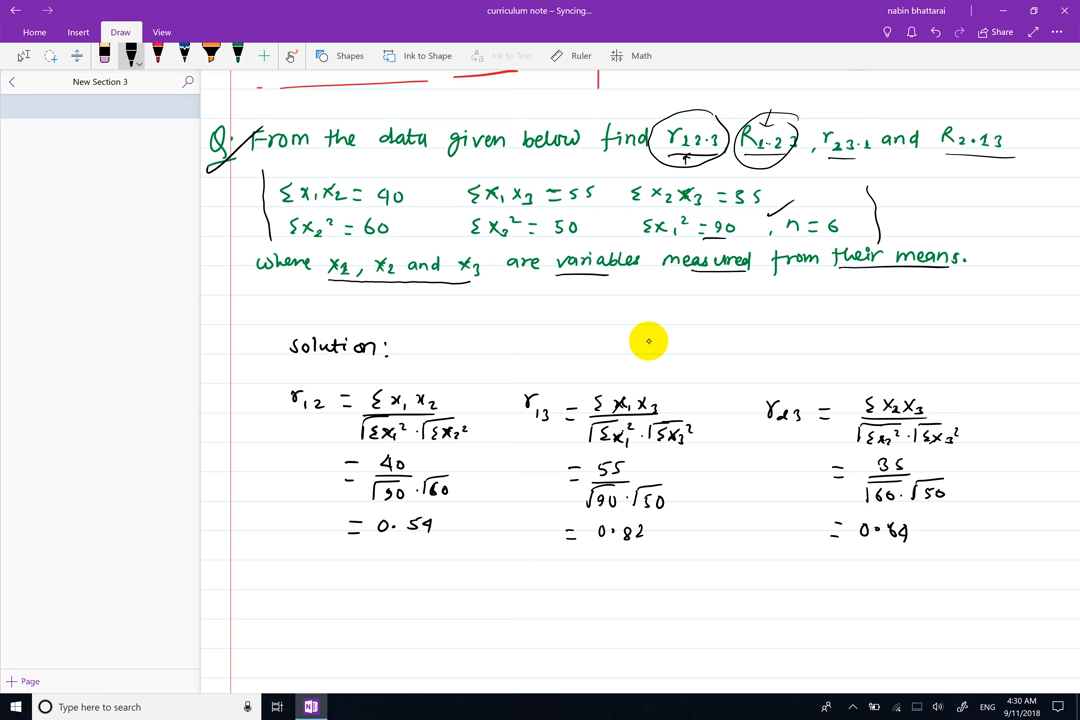 curriculum note – Syncing...
nabin bhattarai
Home Insert Draw View
Share
Shapes Ink to Shape Ink to Text Ruler Math
New Section 3
Q. From the data given below find r12.3, R1.23, r23.1 and R2.13
Σx₁x₂ = 40 Σx₁x₃ = 55 Σx₂x₃ = 35
Σx₂² = 60 Σx₃² = 50 Σx₁² = 90, n = 6
where x1, x2 and x3 are variables measured from their means.
solution:
r12 = Σx₁x₂ / √Σx₁² · √Σx₂² r13 = Σx₁x₃ / √Σx₁² · √Σx₃² r23 = Σx₂x₃ / √Σx₂² · √Σx₃²
= 40 / √90 · √60 = 55 / √90 · √50 = 35 / √60 · √50
= 0.54 = 0.82 = 0.64
Page
Type here to search
ENG
4:30 AM
9/11/2018